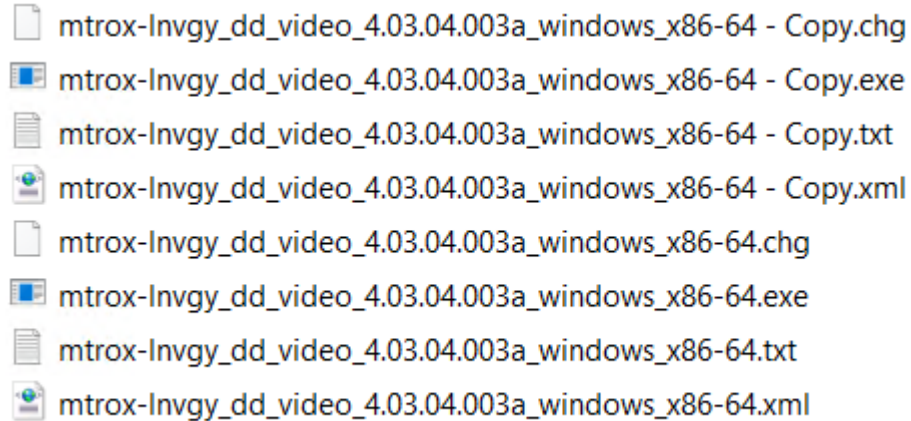 mtrox-lnvgy_dd_video_4.03.04.003a_windows_x86-64 - Copy.chg
mtrox-lnvgy_dd_video_4.03.04.003a_windows_x86-64 - Copy.exe
mtrox-lnvgy_dd_video_4.03.04.003a_windows_x86-64 - Copy.txt
mtrox-lnvgy_dd_video_4.03.04.003a_windows_x86-64 - Copy.xml
mtrox-lnvgy_dd_video_4.03.04.003a_windows_x86-64.chg
mtrox-lnvgy_dd_video_4.03.04.003a_windows_x86-64.exe
mtrox-lnvgy_dd_video_4.03.04.003a_windows_x86-64.txt
mtrox-lnvgy_dd_video_4.03.04.003a_windows_x86-64.xml